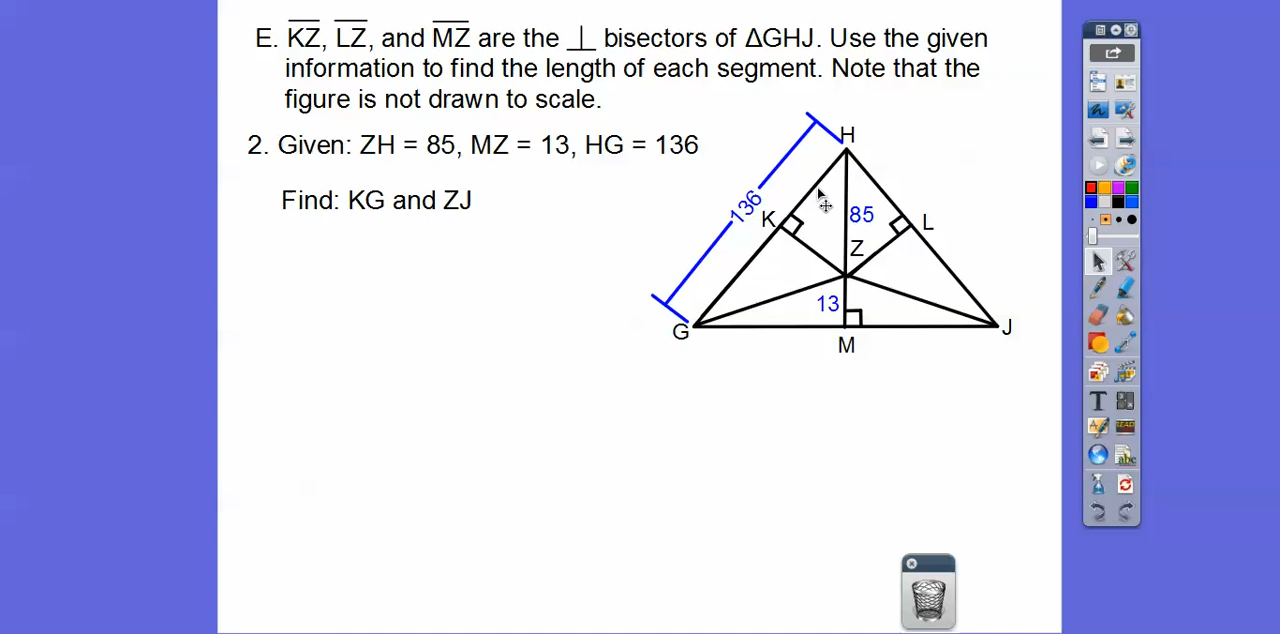 E. KZ, LZ, and MZ are the ⊥ bisectors of ΔGHJ. Use the given
information to find the length of each segment. Note that the
figure is not drawn to scale.
2. Given: ZH = 85, MZ = 13, HG = 136
Find: KG and ZJ
H
136
K
85
L
Z
13
G
J
M
T
abc